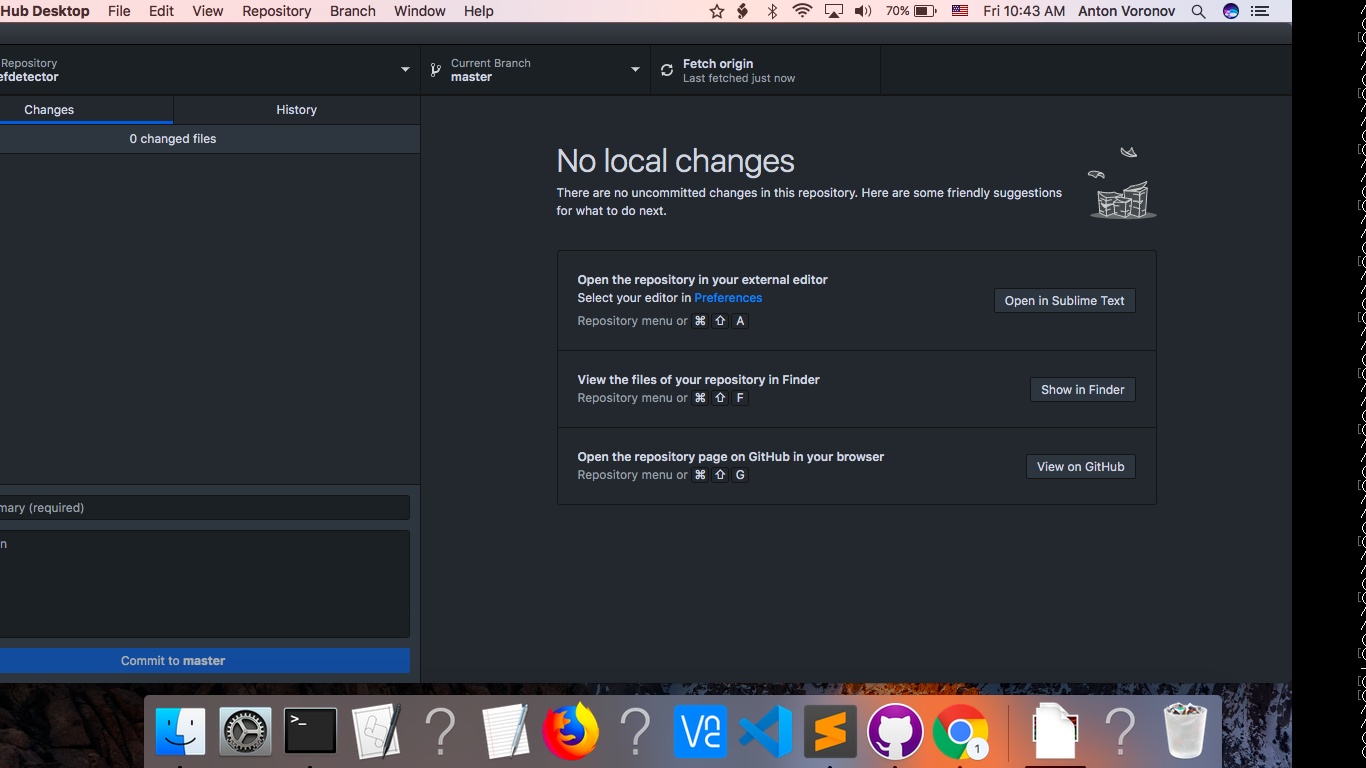 Hub Desktop File Edit View Repository Branch Window Help 70% Fri 10:43 AM Anton Voronov
Repository
efdetector
Current Branch
master
Fetch origin
Last fetched just now
Changes
History
0 changed files
No local changes
There are no uncommitted changes in this repository. Here are some friendly suggestions
for what to do next.
Open the repository in your external editor
Select your editor in Preferences
Repository menu or ⌘ ⇧ A
Open in Sublime Text
View the files of your repository in Finder
Repository menu or ⌘ ⇧ F
Show in Finder
Open the repository page on GitHub in your browser
Repository menu or ⌘ ⇧ G
View on GitHub
mary (required)
n
Commit to master
>_
?
?
1
?